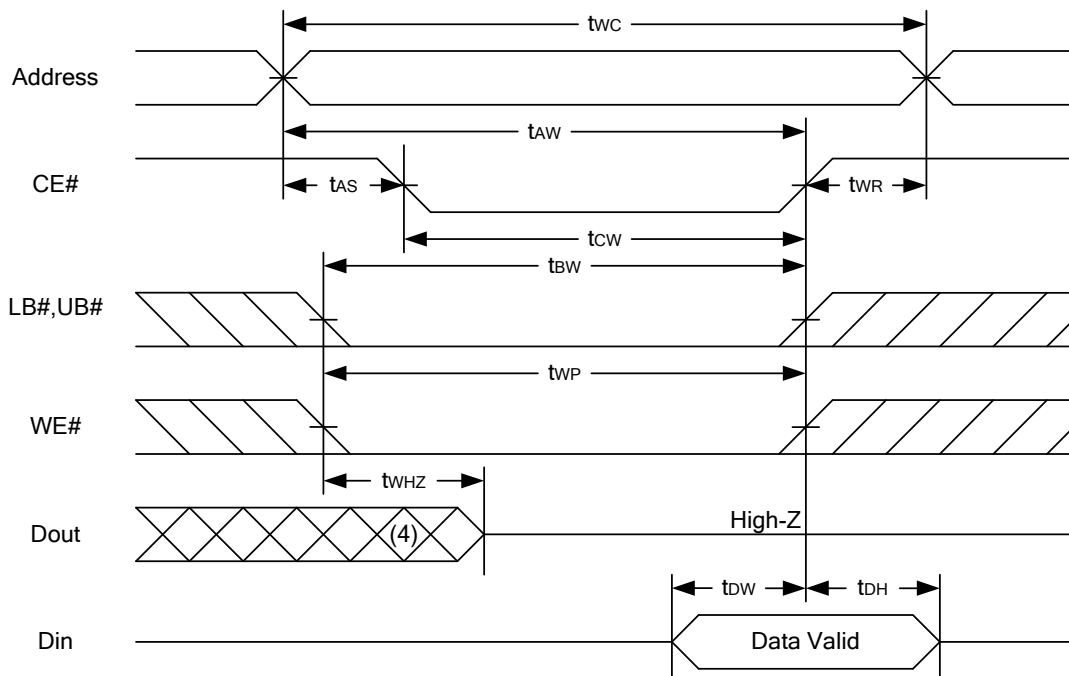 tWC
Address
tAW
CE#
tAS
tWR
tCW
tBW
LB#,UB#
tWP
WE#
tWHZ
Dout
(4)
High-Z
tDW
tDH
Din
Data Valid